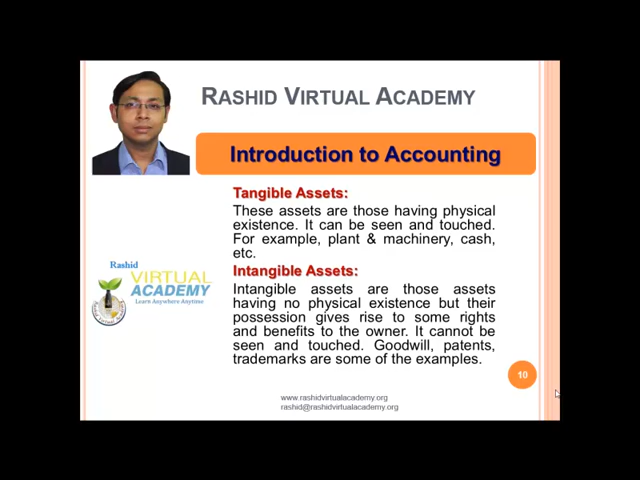 RASHID VIRTUAL ACADEMY
Introduction to Accounting
Tangible Assets:
These assets are those having physical
existence. It can be seen and touched.
For example, plant & machinery, cash,
etc.
Intangible Assets:
Intangible assets are those assets
having no physical existence but their
possession gives rise to some rights
and benefits to the owner. It cannot be
seen and touched. Goodwill, patents,
trademarks are some of the examples.
Rashid
VIRTUAL
ACADEMY
Learn Anywhere Anytime
Rashid Virtual Academy
10
www.rashidvirtualacademy.org
rashid@rashidvirtualacademy.org